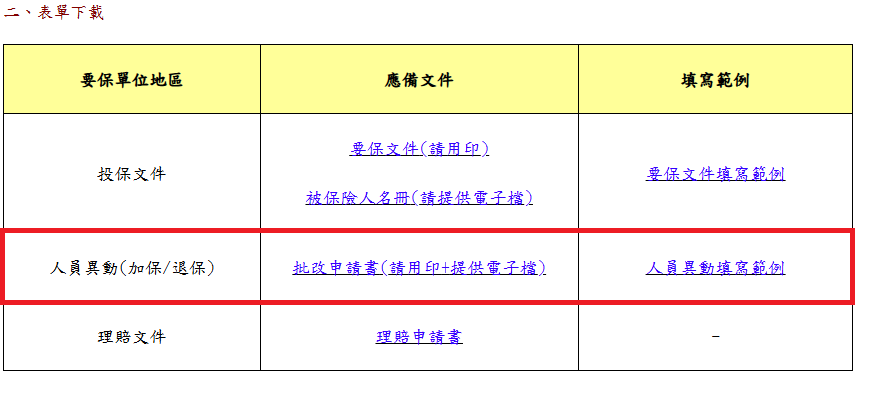 二、表單下載
要保單位地區 應備文件 填寫範例
投保文件 要保文件(請用印) 要保文件填寫範例
被保險人名冊(請提供電子檔)
人員異動(加保/退保) 批改申請書(請用印+提供電子檔) 人員異動填寫範例
理賠文件 理賠申請書 -